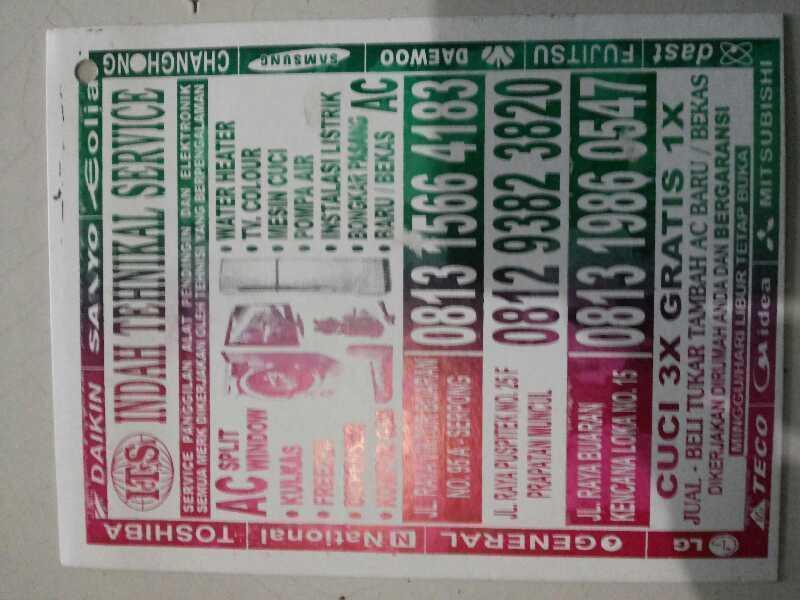 DAIKIN SANYO Eolia
ITS INDAH TEHNIKAL SERVICE
SERVICE PANGGILAN ALAT PENDINGIN DAN ELEKTRONIK
SEMUA MERK DIKERJAKAN OLEH TEHNISI YANG BERPENGALAMAN
AC SPLIT
WINDOW
• KULKAS
• FREEZER
• DISPENSER
• WATER HEATER
• TV. COLOUR
• MESIN CUCI
• POMPA AIR
• INSTALASI LISTRIK
• BONGKAR PASANG AC
• BARU / BEKAS
JL. RAYA
NO. 95 A - SERPONG
0813 1566 4183
JL. RAYA PUSPITEK NO. 25 F
PRAPATAN MUNCUL
0812 9382 3820
JL. RAYA BUARAN
KENCANA LOKA NO. 15
0813 1986 0547
CUCI 3X GRATIS 1X
JUAL - BELI TUKAR TAMBAH AC BARU / BEKAS
DIKERJAKAN DIRUMAH ANDA DAN BERGARANSI
MINGGU/HARI LIBUR TETAP BUKA
TECO midea MITSUBISHI
TOSHIBA
National
GENERAL
LG
CHANGHONG
SAMSUNG
DAEWOO
FUJITSU
dast